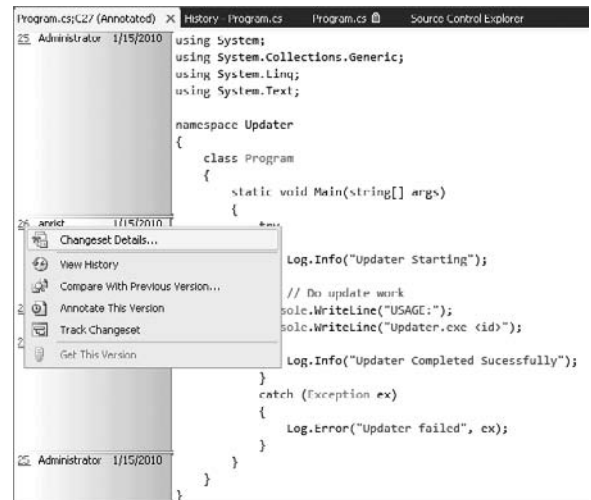 Program.cs;C27 (Annotated) X History - Program.cs Program.cs Source Control Explorer
25 Administrator 1/15/2010 using System;
using System.Collections.Generic;
using System.Linq;
using System.Text;
namespace Updater
{
class Program
{
static void Main(string[] args)
{
26 anrist 1/15/2010 try
Changeset Details...
View History Log.Info("Updater Starting");
Compare With Previous Version...
// Do update work
2 Annotate This Version sole.WriteLine("USAGE:");
Track Changeset sole.WriteLine("Updater.exe <id>");
2
Get This Version Log.Info("Updater Completed Sucessfully");
}
catch (Exception ex)
{
Log.Error("Updater failed", ex);
}
25 Administrator 1/15/2010 }
}
}